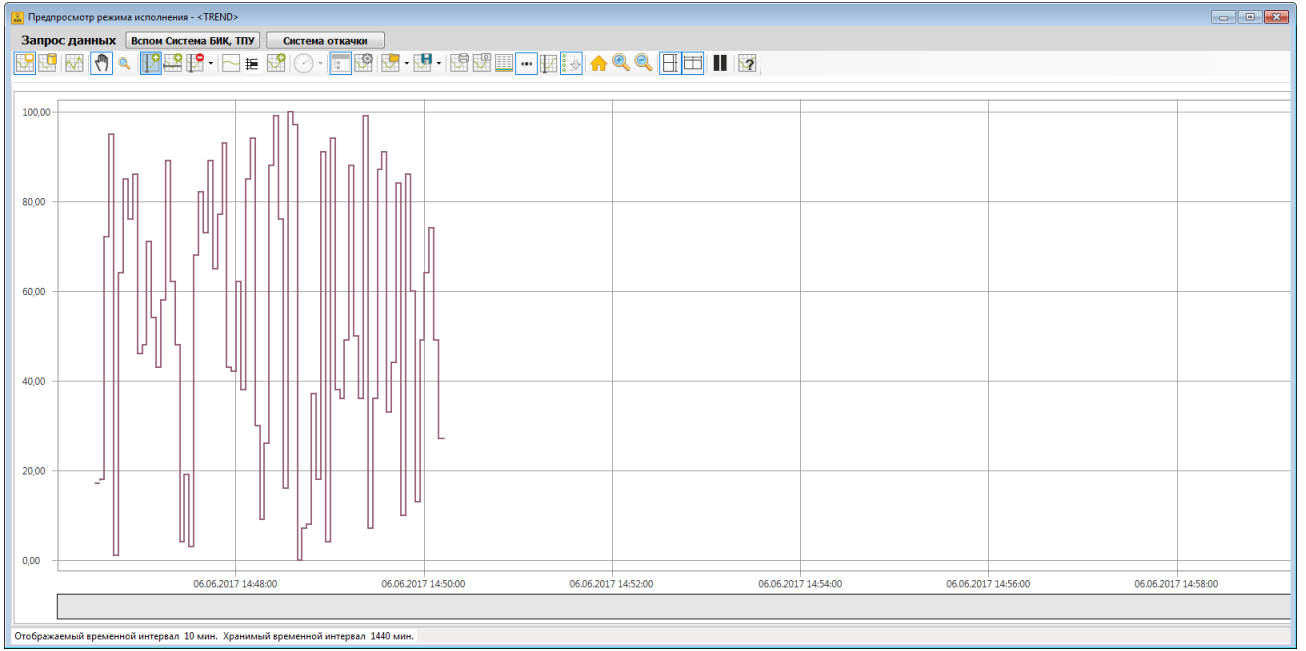 Предпросмотр режима исполнения - <TREND>
Запрос данных Вспом Система БИК, ТПУ Система откачки
100,00
80,00
60,00
40,00
20,00
0,00
06.06.2017 14:48:00 06.06.2017 14:50:00 06.06.2017 14:52:00 06.06.2017 14:54:00 06.06.2017 14:56:00 06.06.2017 14:58:00
Отображаемый временной интервал 10 мин. Хранимый временной интервал 1440 мин.